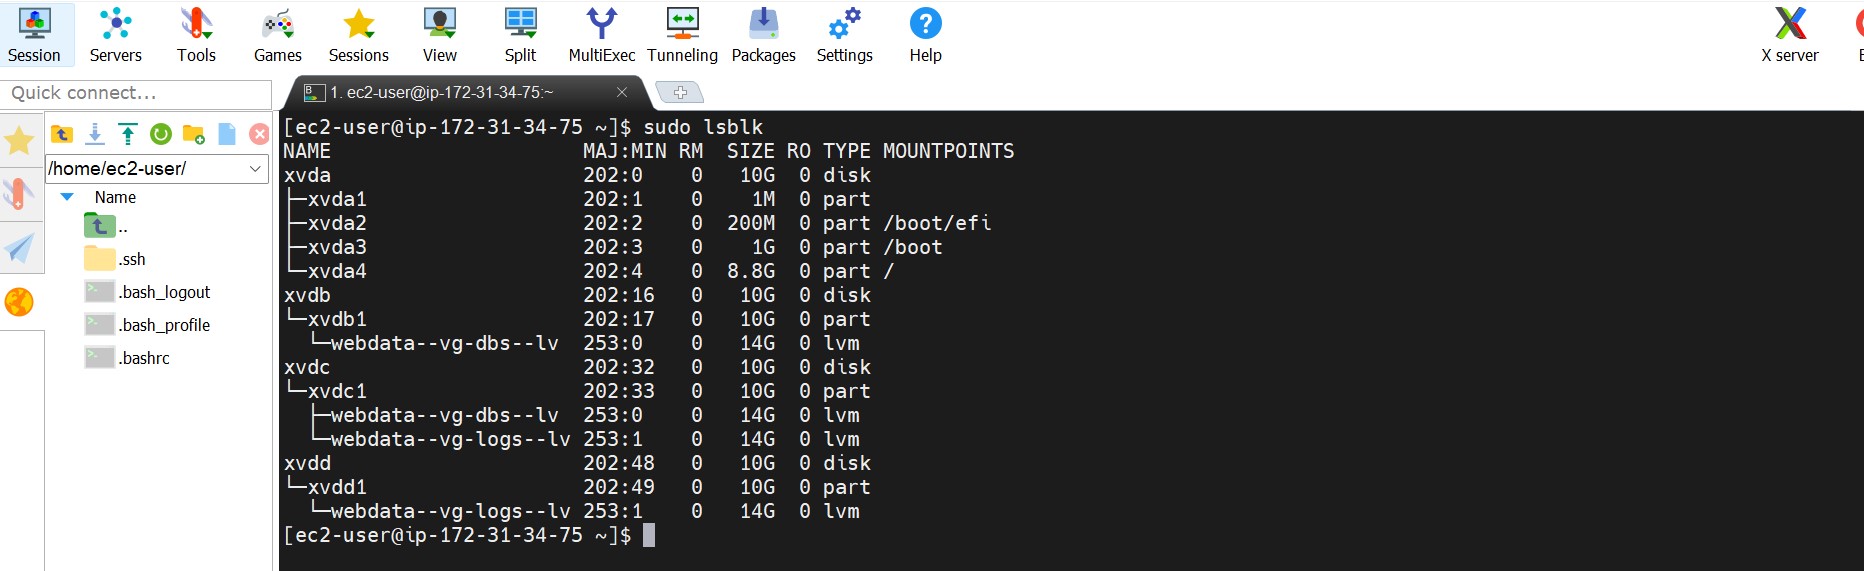 Session Servers Tools Games Sessions View Split MultiExec Tunneling Packages Settings Help X server
Quick connect...
1. ec2-user@ip-172-31-34-75:~
/home/ec2-user/
Name
..
.ssh
.bash_logout
.bash_profile
.bashrc
[ec2-user@ip-172-31-34-75 ~]$ sudo lsblk
NAME MAJ:MIN RM SIZE RO TYPE MOUNTPOINTS
xvda 202:0 0 10G 0 disk
├─xvda1 202:1 0 1M 0 part
├─xvda2 202:2 0 200M 0 part /boot/efi
├─xvda3 202:3 0 1G 0 part /boot
└─xvda4 202:4 0 8.8G 0 part /
xvdb 202:16 0 10G 0 disk
└─xvdb1 202:17 0 10G 0 part
└─webdata--vg-dbs--lv 253:0 0 14G 0 lvm
xvdc 202:32 0 10G 0 disk
└─xvdc1 202:33 0 10G 0 part
├─webdata--vg-dbs--lv 253:0 0 14G 0 lvm
└─webdata--vg-logs--lv 253:1 0 14G 0 lvm
xvdd 202:48 0 10G 0 disk
└─xvdd1 202:49 0 10G 0 part
└─webdata--vg-logs--lv 253:1 0 14G 0 lvm
[ec2-user@ip-172-31-34-75 ~]$